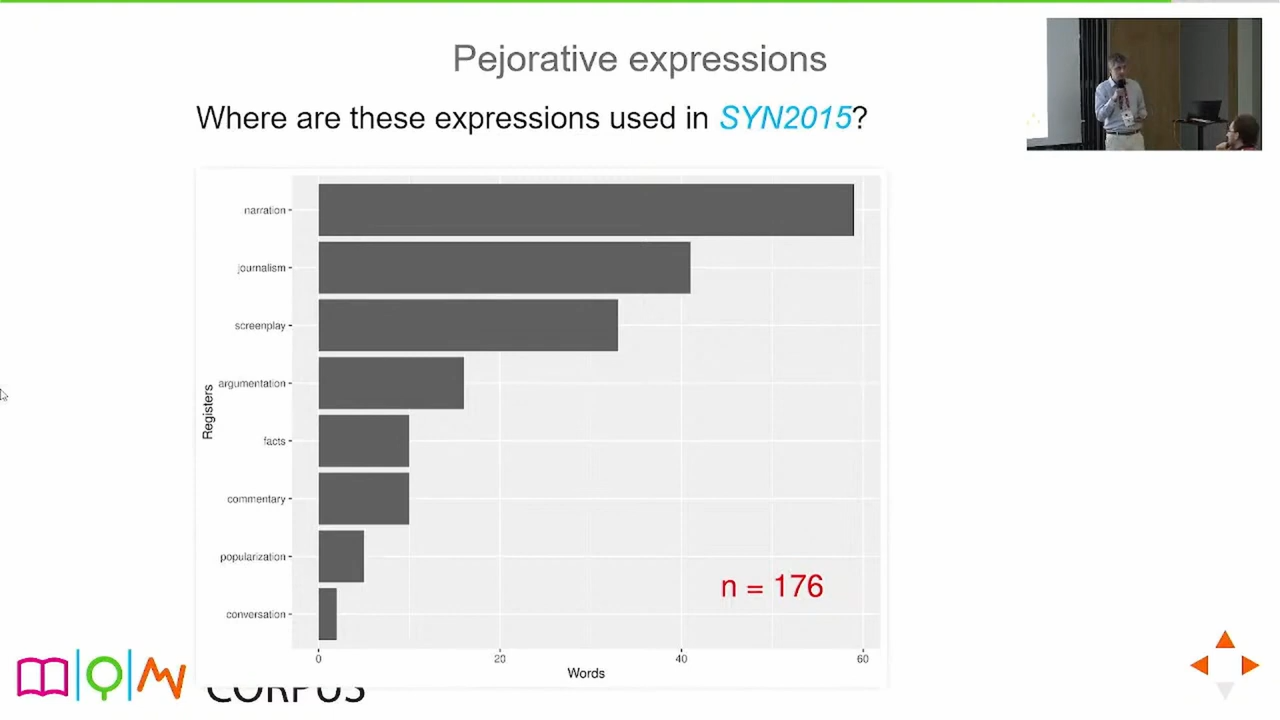 Pejorative expressions
Where are these expressions used in SYN2015?
Registers
narration
journalism
screenplay
argumentation
facts
commentary
popularization
conversation
n = 176
0 20 40 60
Words
CORPUS